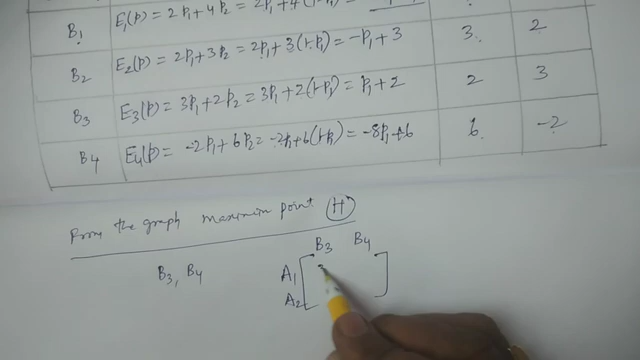 B1 E1(p) = 2p1+4p2 = 2p1+4(1-p1)
B2 E2(p) = 2p1+3p2 = 2p1+3(1-p1) = -p1+3 3 2
B3 E3(p) = 3p1+2p2 = 3p1+2(1-p1) = p1+2 2 3
B4 E4(p) = -2p1+6p2 = -2p1+6(1-p1) = -8p1+6 6 -2
From the graph maximin point H
B3 B4
B3, B4 A1
A2